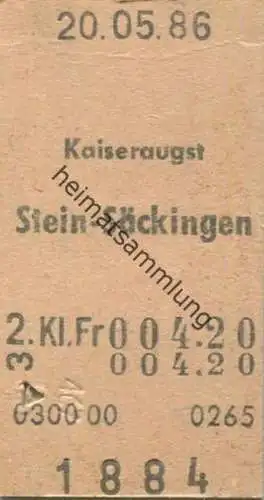 20.05.86
Kaiseraugst
Stein-Säckingen
heimatsammlung
2.Kl.Fr 004.20
3 004.20
0300 00 0265
1884